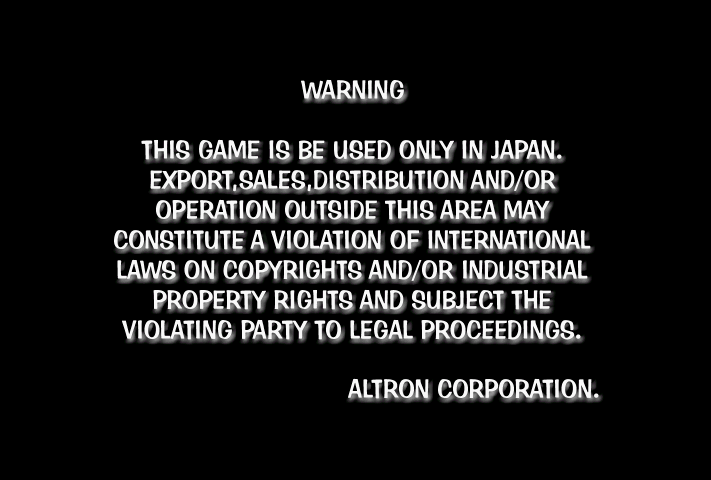 WARNING
THIS GAME IS BE USED ONLY IN JAPAN.
EXPORT,SALES,DISTRIBUTION AND/OR
OPERATION OUTSIDE THIS AREA MAY
CONSTITUTE A VIOLATION OF INTERNATIONAL
LAWS ON COPYRIGHTS AND/OR INDUSTRIAL
PROPERTY RIGHTS AND SUBJECT THE
VIOLATING PARTY TO LEGAL PROCEEDINGS.
ALTRON CORPORATION.